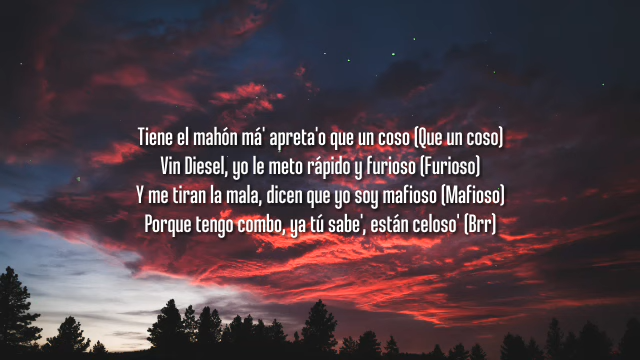 Tiene el mahón má' apreta'o que un coso (Que un coso)
Vin Diesel, yo le meto rápido y furioso (Furioso)
Y me tiran la mala, dicen que yo soy mafioso (Mafioso)
Porque tengo combo, ya tú sabe', están celoso' (Brr)